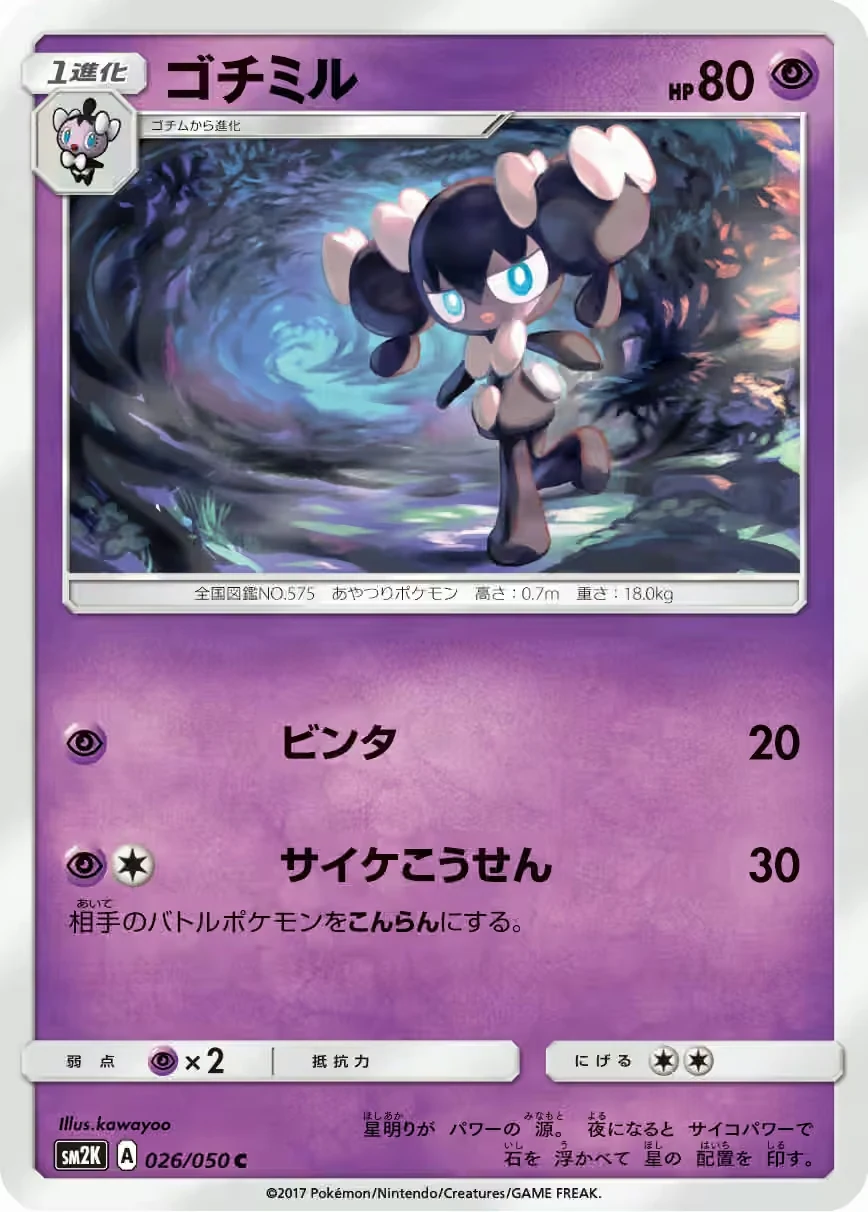 1進化 ゴチミル HP80
ゴチムから進化
全国図鑑NO.575 あやつりポケモン 高さ:0.7m 重さ:18.0kg
ビンタ 20
サイケこうせん 30
あいて
相手のバトルポケモンをこんらんにする。
弱点 ×2 抵抗力 にげる
Illus.kawayoo
ほしあか みなもと よる
星明りが パワーの 源。 夜になると サイコパワーで
いし う ほし はいち しる
石を 浮かべて 星の 配置を 印す。
SM2K A 026/050 C
©2017 Pokémon/Nintendo/Creatures/GAME FREAK.